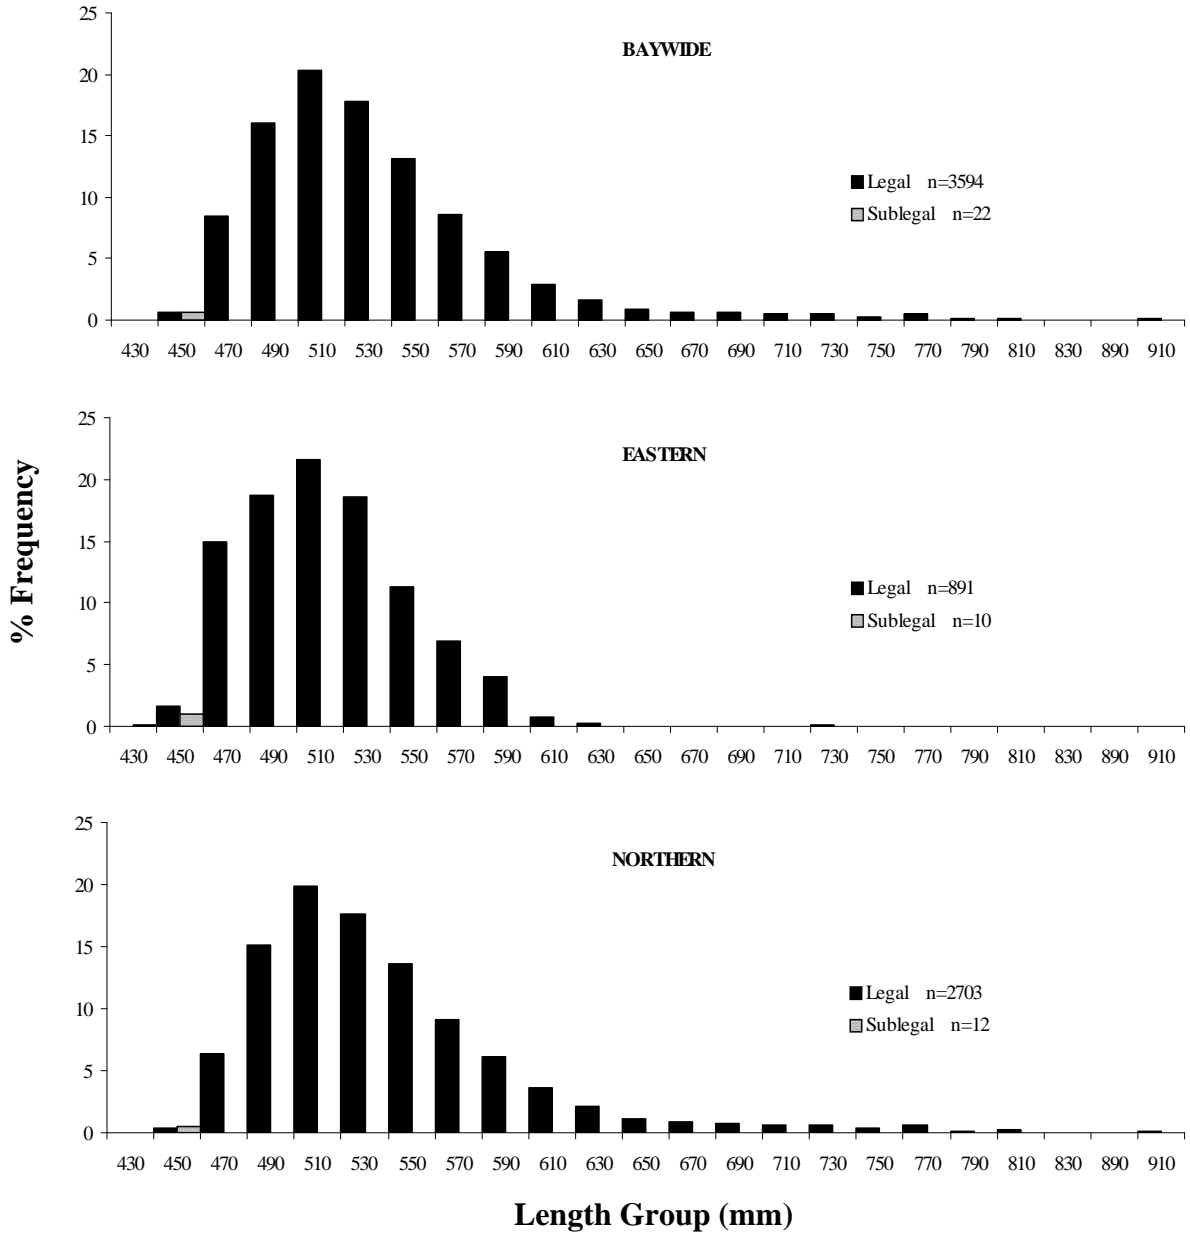 % Frequency
BAYWIDE
25
20
15
10
5
0
Legal n=3594
Sublegal n=22
430 450 470 490 510 530 550 570 590 610 630 650 670 690 710 730 750 770 790 810 830 890 910
EASTERN
25
20
15
10
5
0
Legal n=891
Sublegal n=10
430 450 470 490 510 530 550 570 590 610 630 650 670 690 710 730 750 770 790 810 830 890 910
NORTHERN
25
20
15
10
5
0
Legal n=2703
Sublegal n=12
430 450 470 490 510 530 550 570 590 610 630 650 670 690 710 730 750 770 790 810 830 890 910
Length Group (mm)